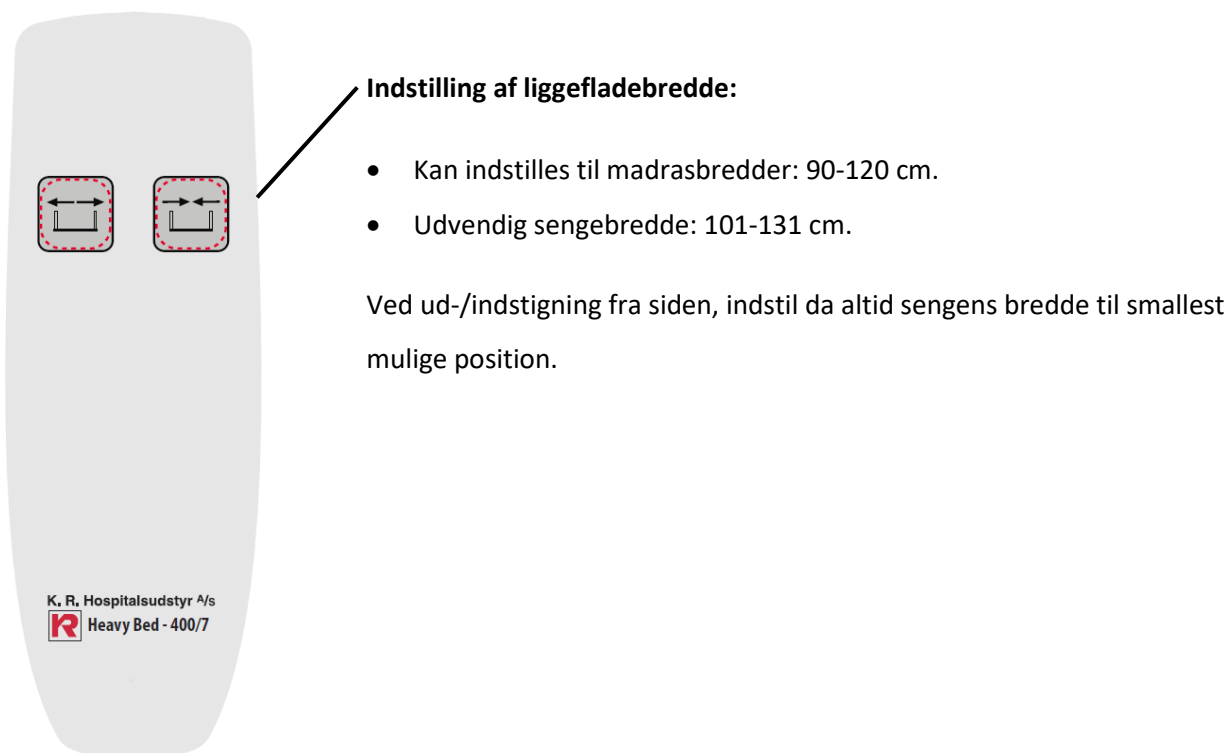 Indstilling af liggefladebredde:
• Kan indstilles til madrasbredder: 90-120 cm.
• Udvendig sengebredde: 101-131 cm.
Ved ud-/indstigning fra siden, indstil da altid sengens bredde til smallest
mulige position.
K. R. Hospitalsudstyr A/s
R Heavy Bed - 400/7